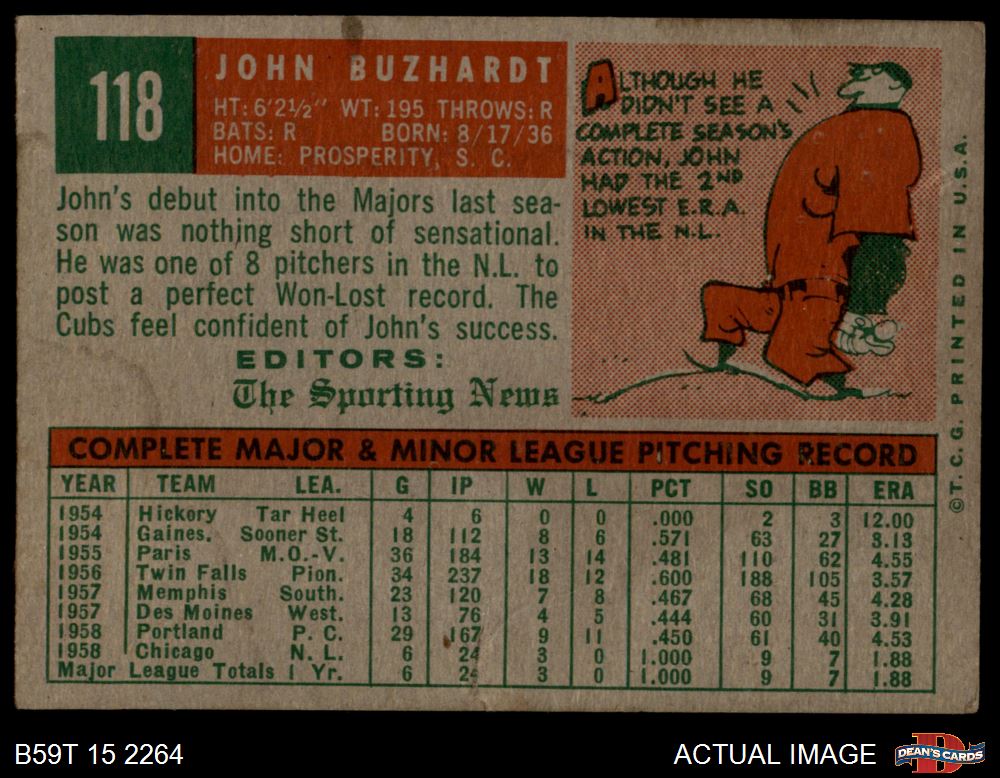 118
JOHN BUZHARDT
HT: 6'2½" WT: 195 THROWS: R
BATS: R BORN: 8/17/36
HOME: PROSPERITY, S. C.
John's debut into the Majors last sea-
son was nothing short of sensational.
He was one of 8 pitchers in the N.L. to
post a perfect Won-Lost record. The
Cubs feel confident of John's success.
EDITORS:
The Sporting News
ALTHOUGH HE
DIDN'T SEE A
COMPLETE SEASON'S
ACTION, JOHN
HAD THE 2ND
LOWEST E.R.A.
IN THE N.L.
©T. C. G. PRINTED IN U.S.A.
COMPLETE MAJOR & MINOR LEAGUE PITCHING RECORD
YEAR TEAM LEA. G IP W L PCT SO BB ERA
1954 Hickory Tar Heel 4 6 0 0 .000 2 3 12.00
1954 Gaines. Sooner St. 18 112 8 6 .571 63 27 3.13
1955 Paris M.O.-V. 36 184 13 14 .481 110 62 4.55
1956 Twin Falls Pion. 34 237 18 12 .600 188 105 3.57
1957 Memphis South. 23 120 7 8 .467 68 45 4.28
1957 Des Moines West. 13 76 4 5 .444 60 31 3.91
1958 Portland P. C. 29 167 9 11 .450 61 40 4.53
1958 Chicago N. L. 6 24 3 0 1.000 9 7 1.88
Major League Totals 1 Yr. 6 24 3 0 1.000 9 7 1.88
B59T 15 2264
ACTUAL IMAGE
DEAN'S CARDS